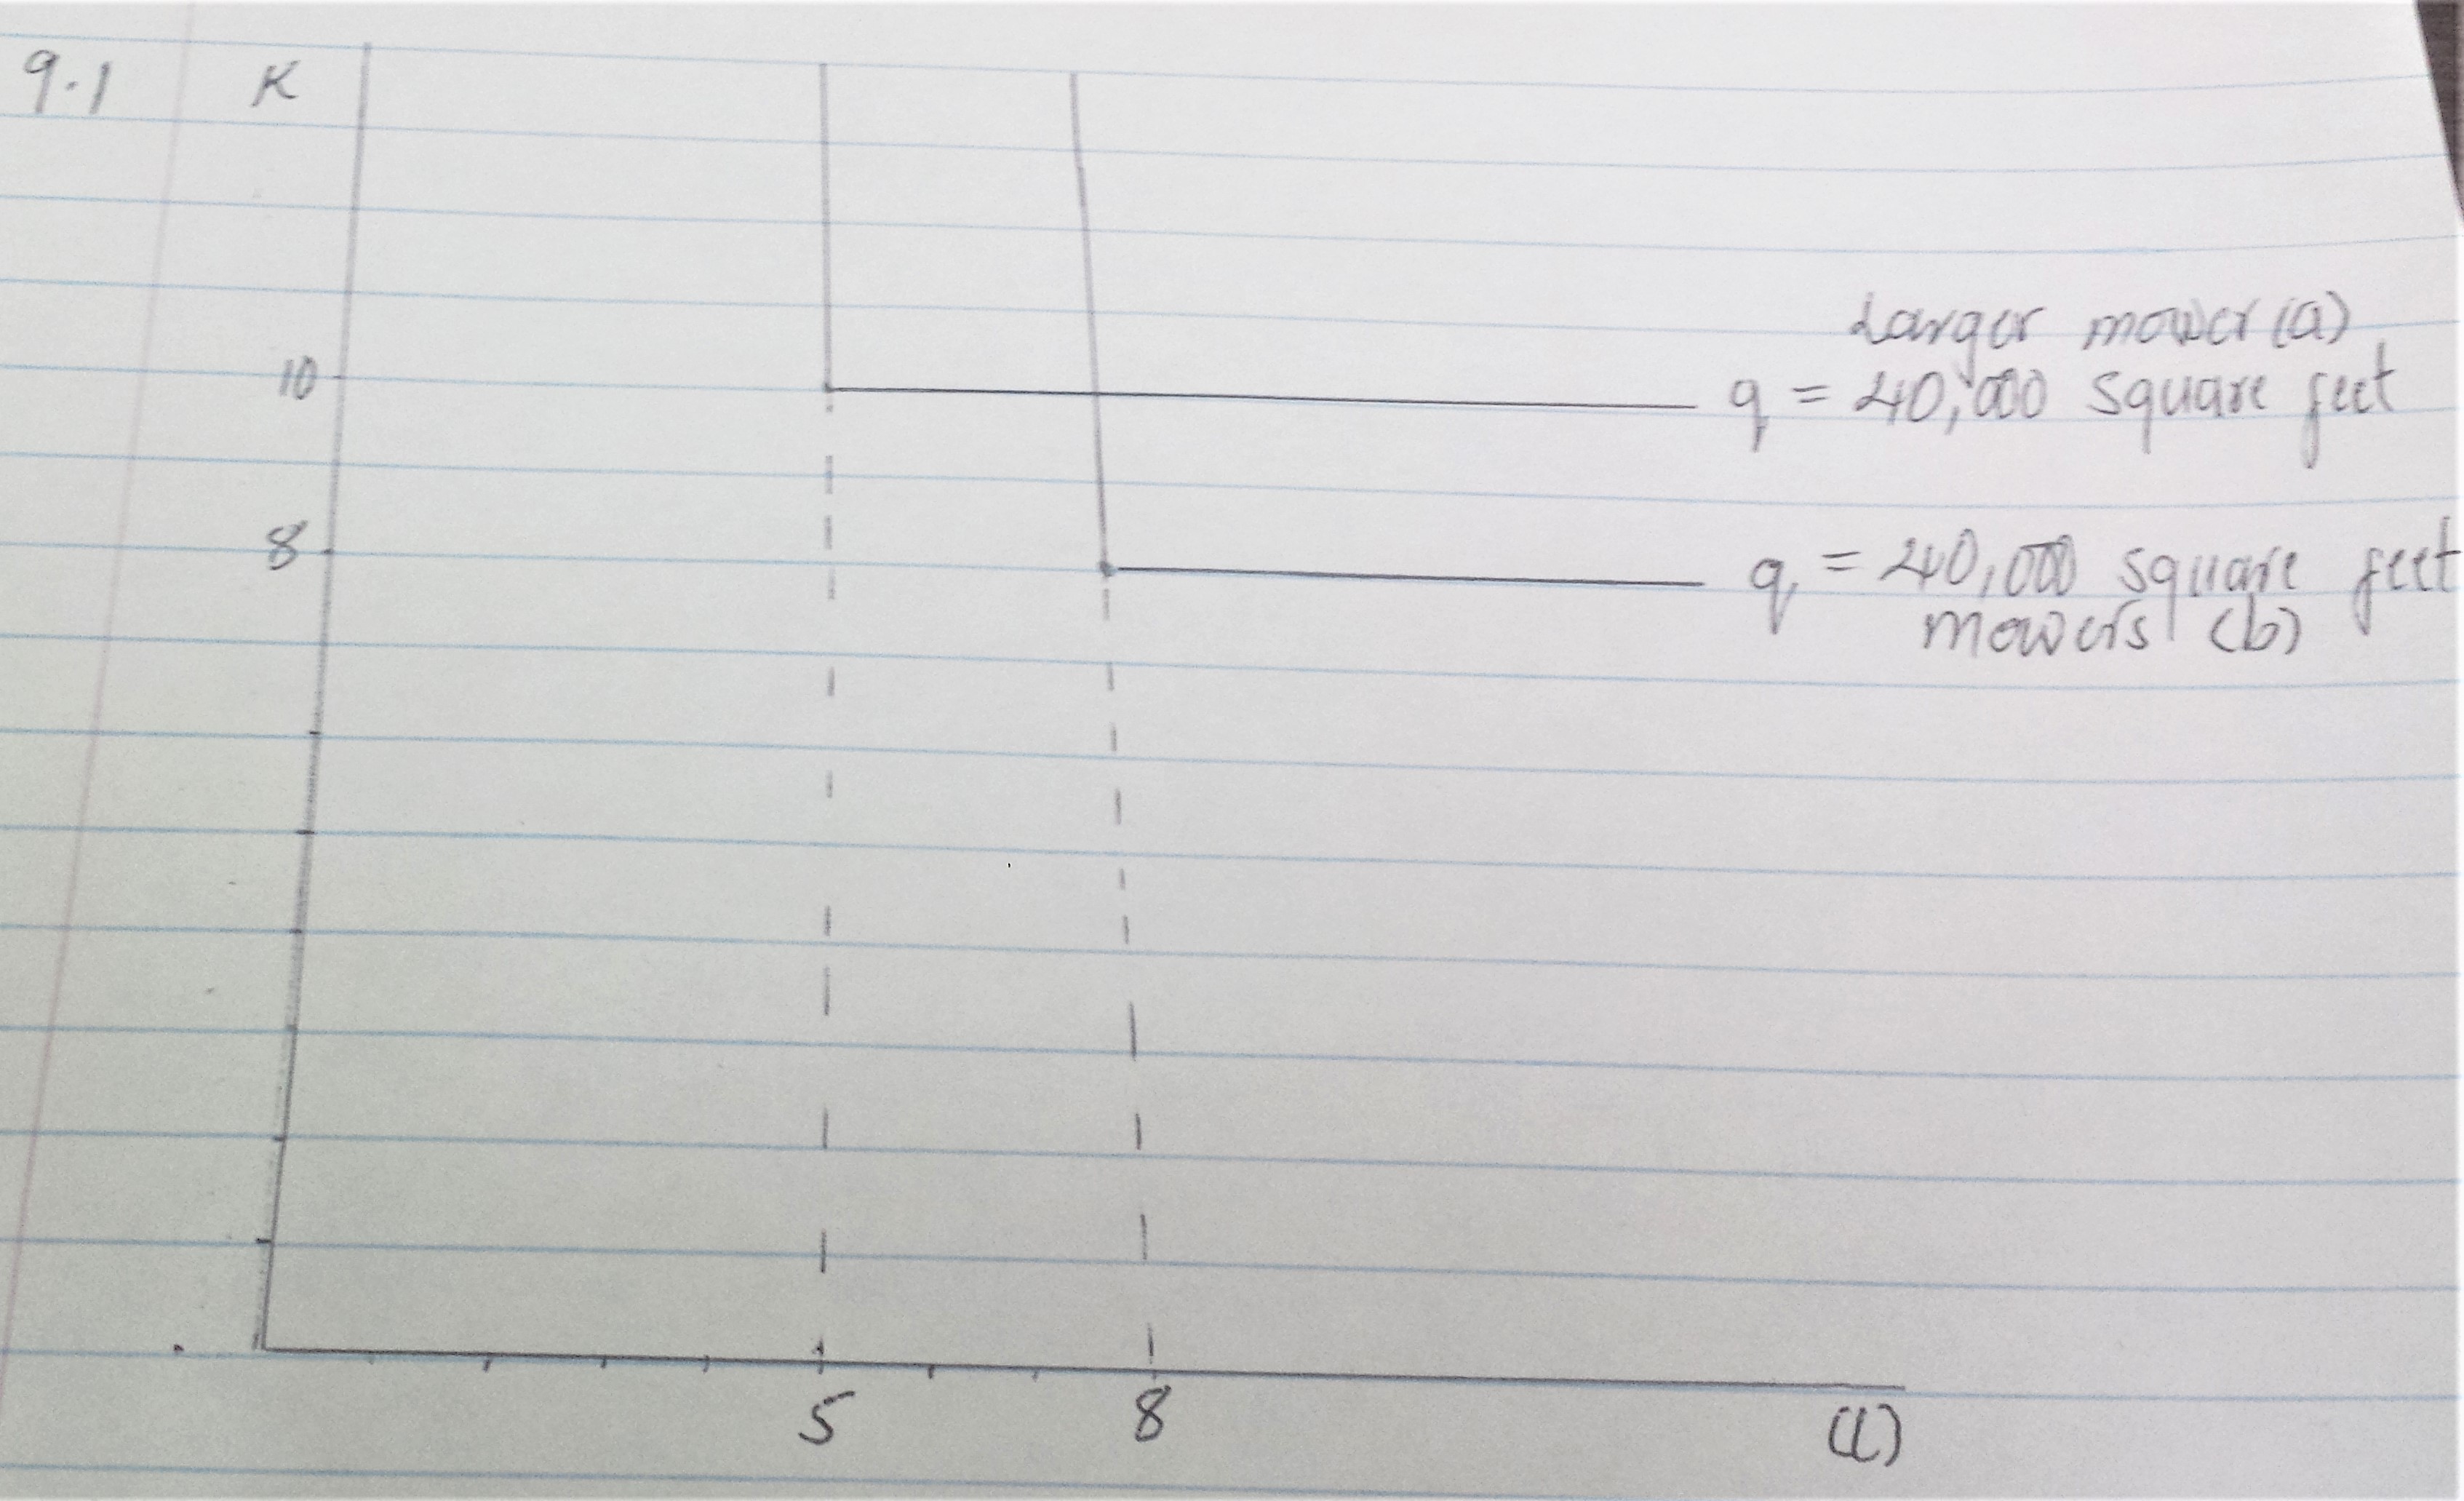 9.1 K
Larger mower (a)
10
q = 40,000 square feet
8
q = 40,000 square feet
mowers (b)
5 8 (L)